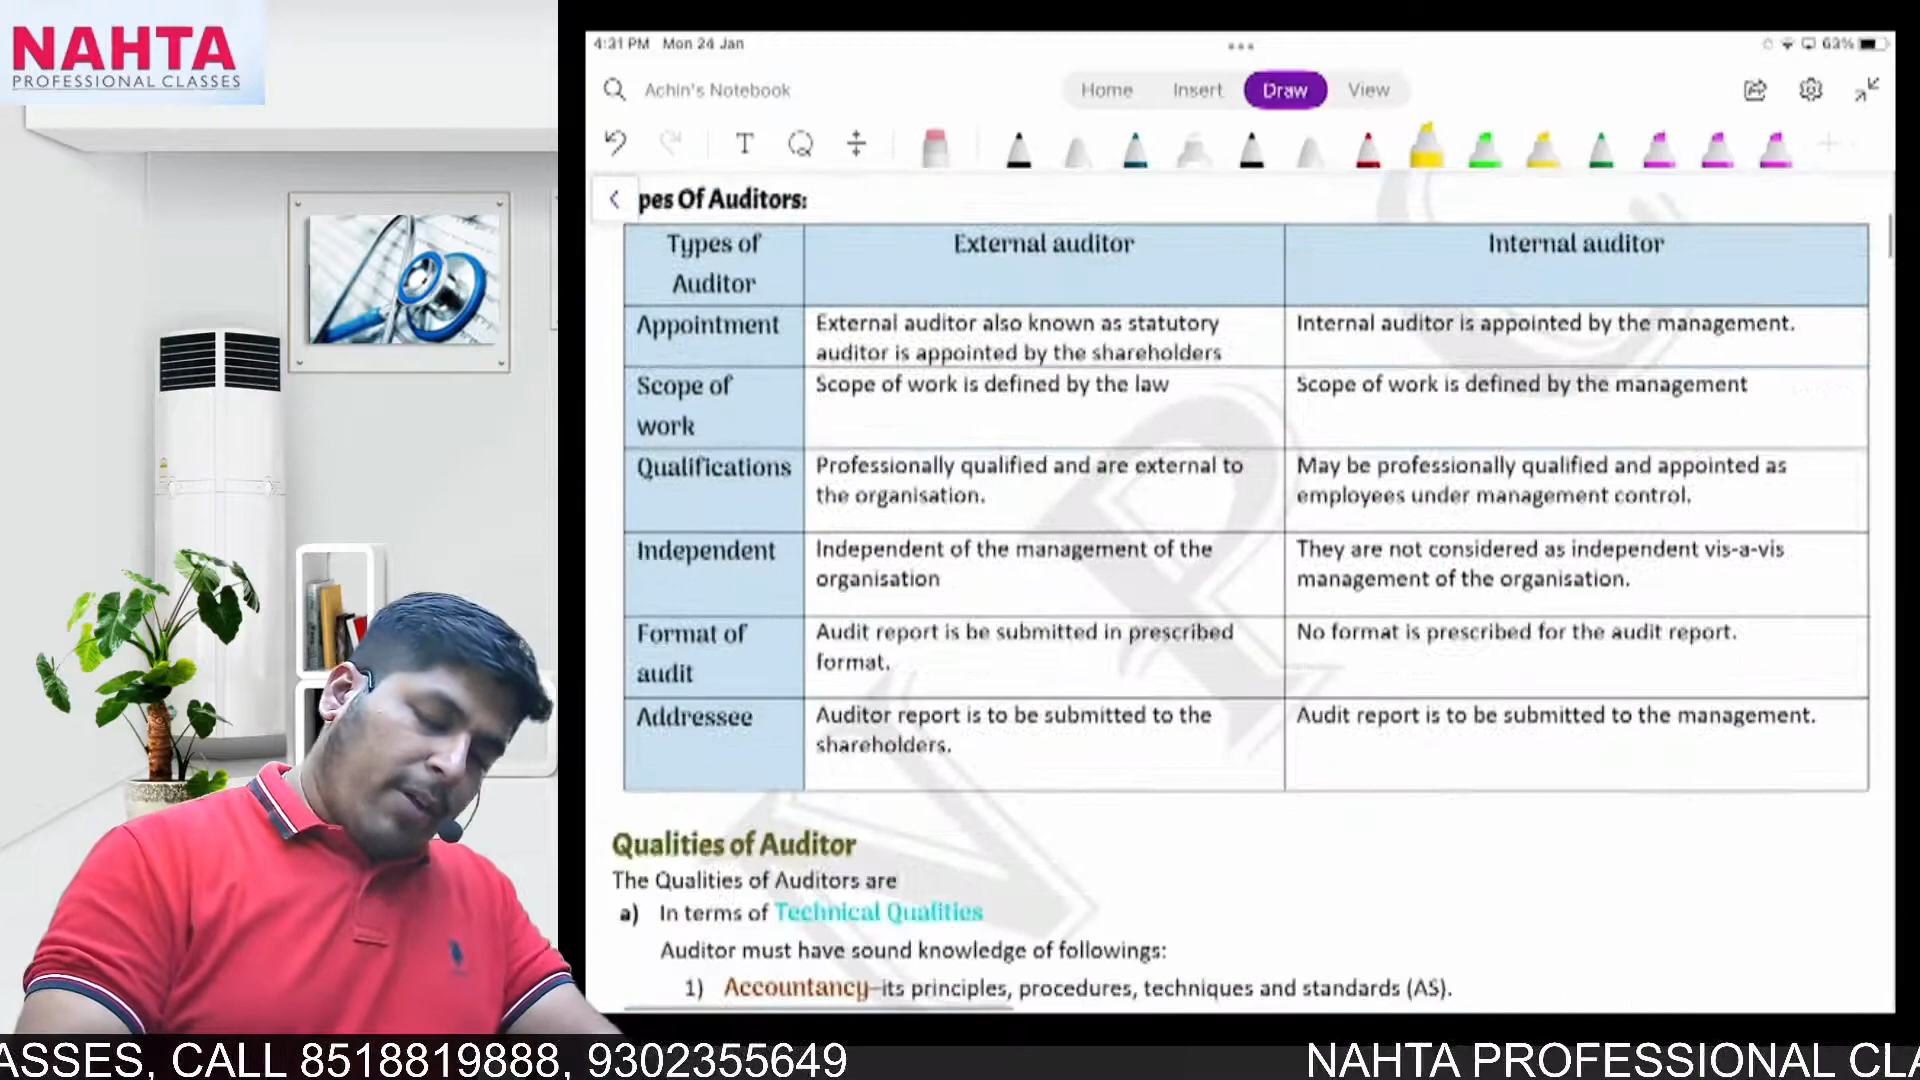 NAHTA
PROFESSIONAL CLASSES
4:31 PM Mon 24 Jan
63%
Achin's Notebook
Home
Insert
Draw
View
pes Of Auditors:
Types of
Auditor
External auditor
Internal auditor
Appointment
External auditor also known as statutory
auditor is appointed by the shareholders
Internal auditor is appointed by the management.
Scope of
work
Scope of work is defined by the law
Scope of work is defined by the management
Qualifications
Professionally qualified and are external to
the organisation.
May be professionally qualified and appointed as
employees under management control.
Independent
Independent of the management of the
organisation
They are not considered as independent vis-a-vis
management of the organisation.
Format of
audit
Audit report is be submitted in prescribed
format.
No format is prescribed for the audit report.
Addressee
Auditor report is to be submitted to the
shareholders.
Audit report is to be submitted to the management.
Qualities of Auditor
The Qualities of Auditors are
a) In terms of Technical Qualities
Auditor must have sound knowledge of followings:
1) Accountancy–its principles, procedures, techniques and standards (AS).
ASSES, CALL 8518819888, 9302355649
NAHTA PROFESSIONAL CLA